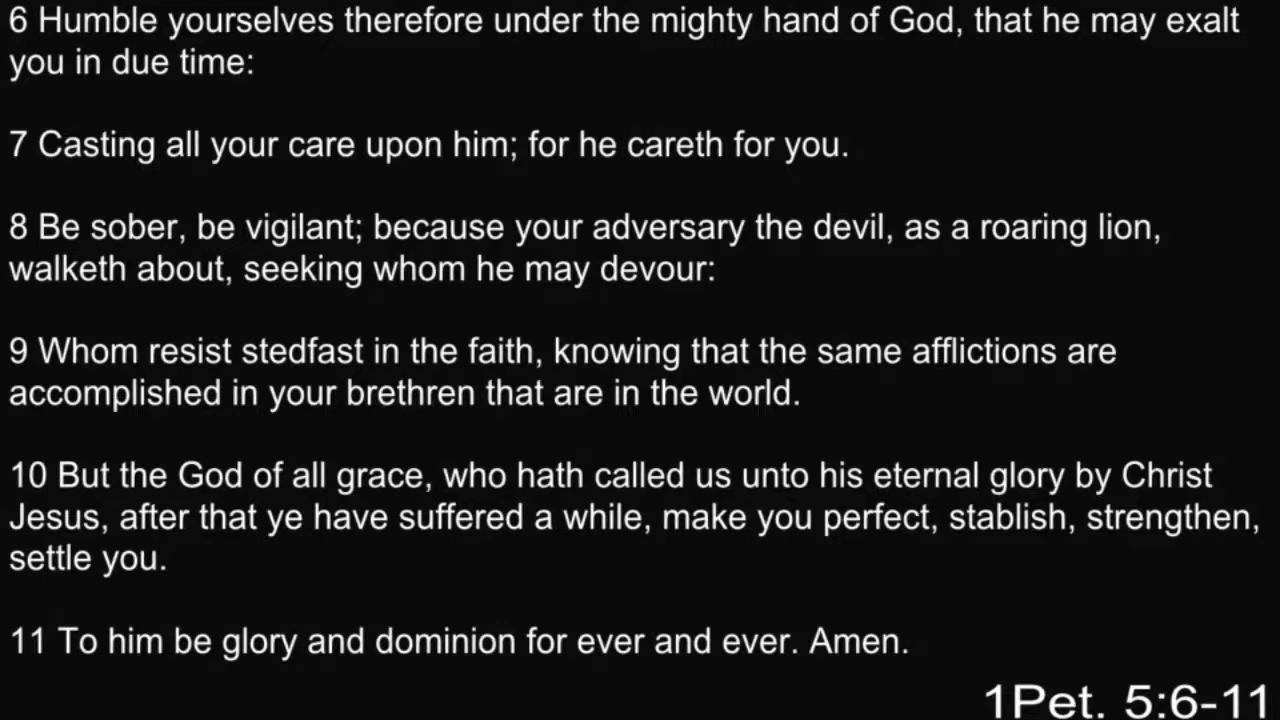 6 Humble yourselves therefore under the mighty hand of God, that he may exalt
you in due time:
7 Casting all your care upon him; for he careth for you.
8 Be sober, be vigilant; because your adversary the devil, as a roaring lion,
walketh about, seeking whom he may devour:
9 Whom resist stedfast in the faith, knowing that the same afflictions are
accomplished in your brethren that are in the world.
10 But the God of all grace, who hath called us unto his eternal glory by Christ
Jesus, after that ye have suffered a while, make you perfect, stablish, strengthen,
settle you.
11 To him be glory and dominion for ever and ever. Amen.
1Pet. 5:6-11